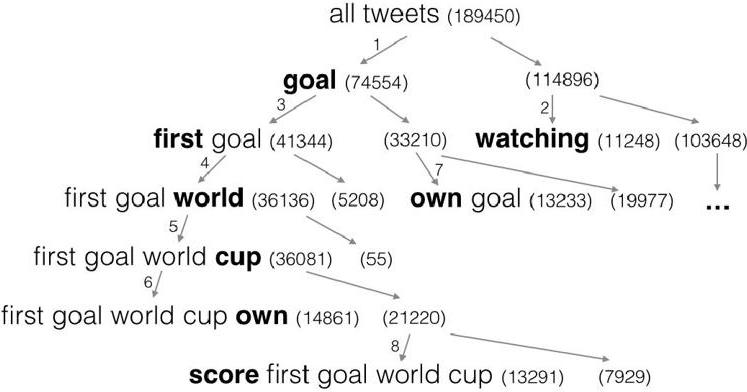 all tweets (189450)
1
goal (74554) (114896)
3 2
first goal (41344) (33210) watching (11248) (103648)
4 7
first goal world (36136) (5208) own goal (13233) (19977) ...
5
first goal world cup (36081) (55)
6
first goal world cup own (14861) (21220)
8
score first goal world cup (13291) (7929)